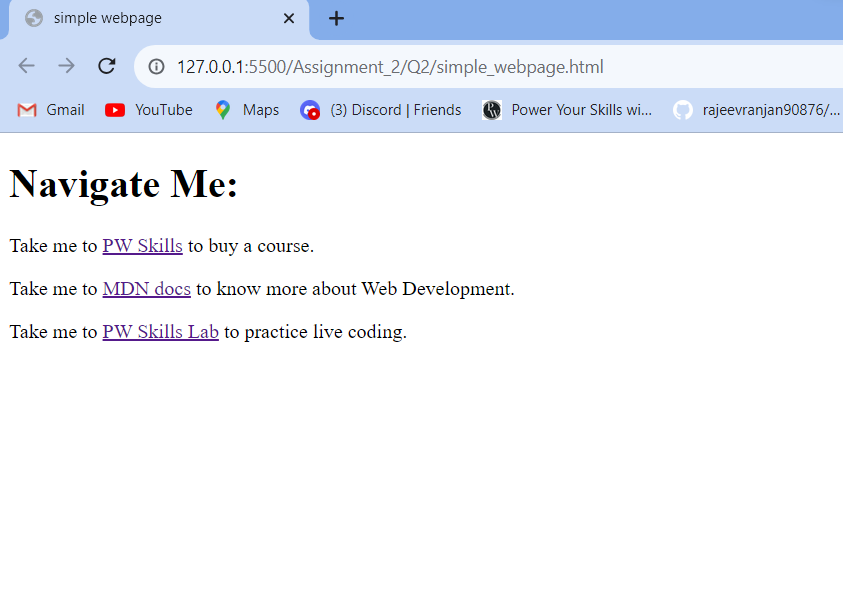 simple webpage
127.0.0.1:5500/Assignment_2/Q2/simple_webpage.html
Gmail YouTube Maps (3) Discord | Friends Power Your Skills wi... rajeevranjan90876/...
Navigate Me:
Take me to PW Skills to buy a course.
Take me to MDN docs to know more about Web Development.
Take me to PW Skills Lab to practice live coding.